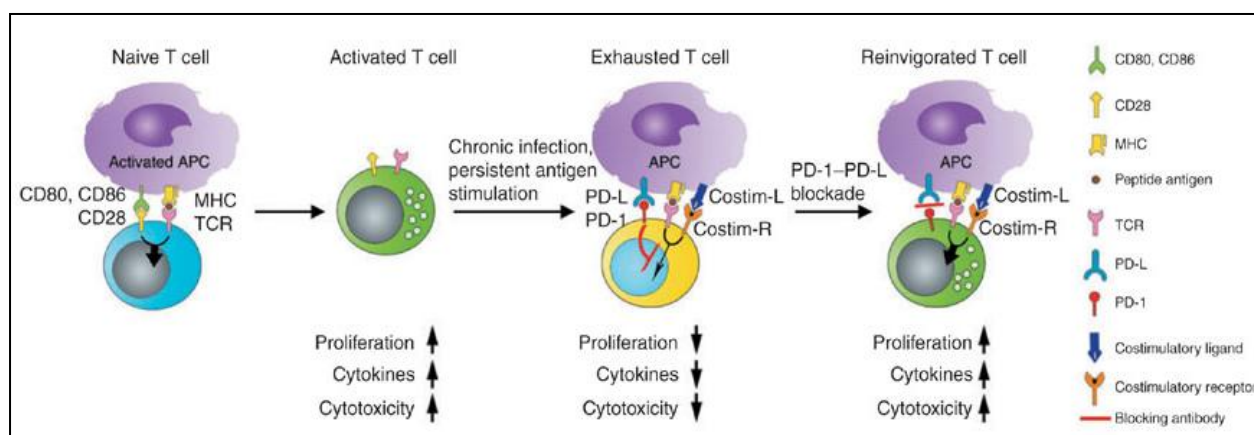 Naive T cell
Activated T cell
Exhausted T cell
Reinvigorated T cell
Activated APC
CD80, CD86
CD28
MHC
TCR
Chronic infection,
persistent antigen
stimulation
APC
PD-L
PD-1
Costim-L
Costim-R
PD-1–PD-L
blockade
APC
Costim-L
Costim-R
Proliferation
Cytokines
Cytotoxicity
Proliferation
Cytokines
Cytotoxicity
Proliferation
Cytokines
Cytotoxicity
CD80, CD86
CD28
MHC
Peptide antigen
TCR
PD-L
PD-1
Costimulatory ligand
Costimulatory receptor
Blocking antibody